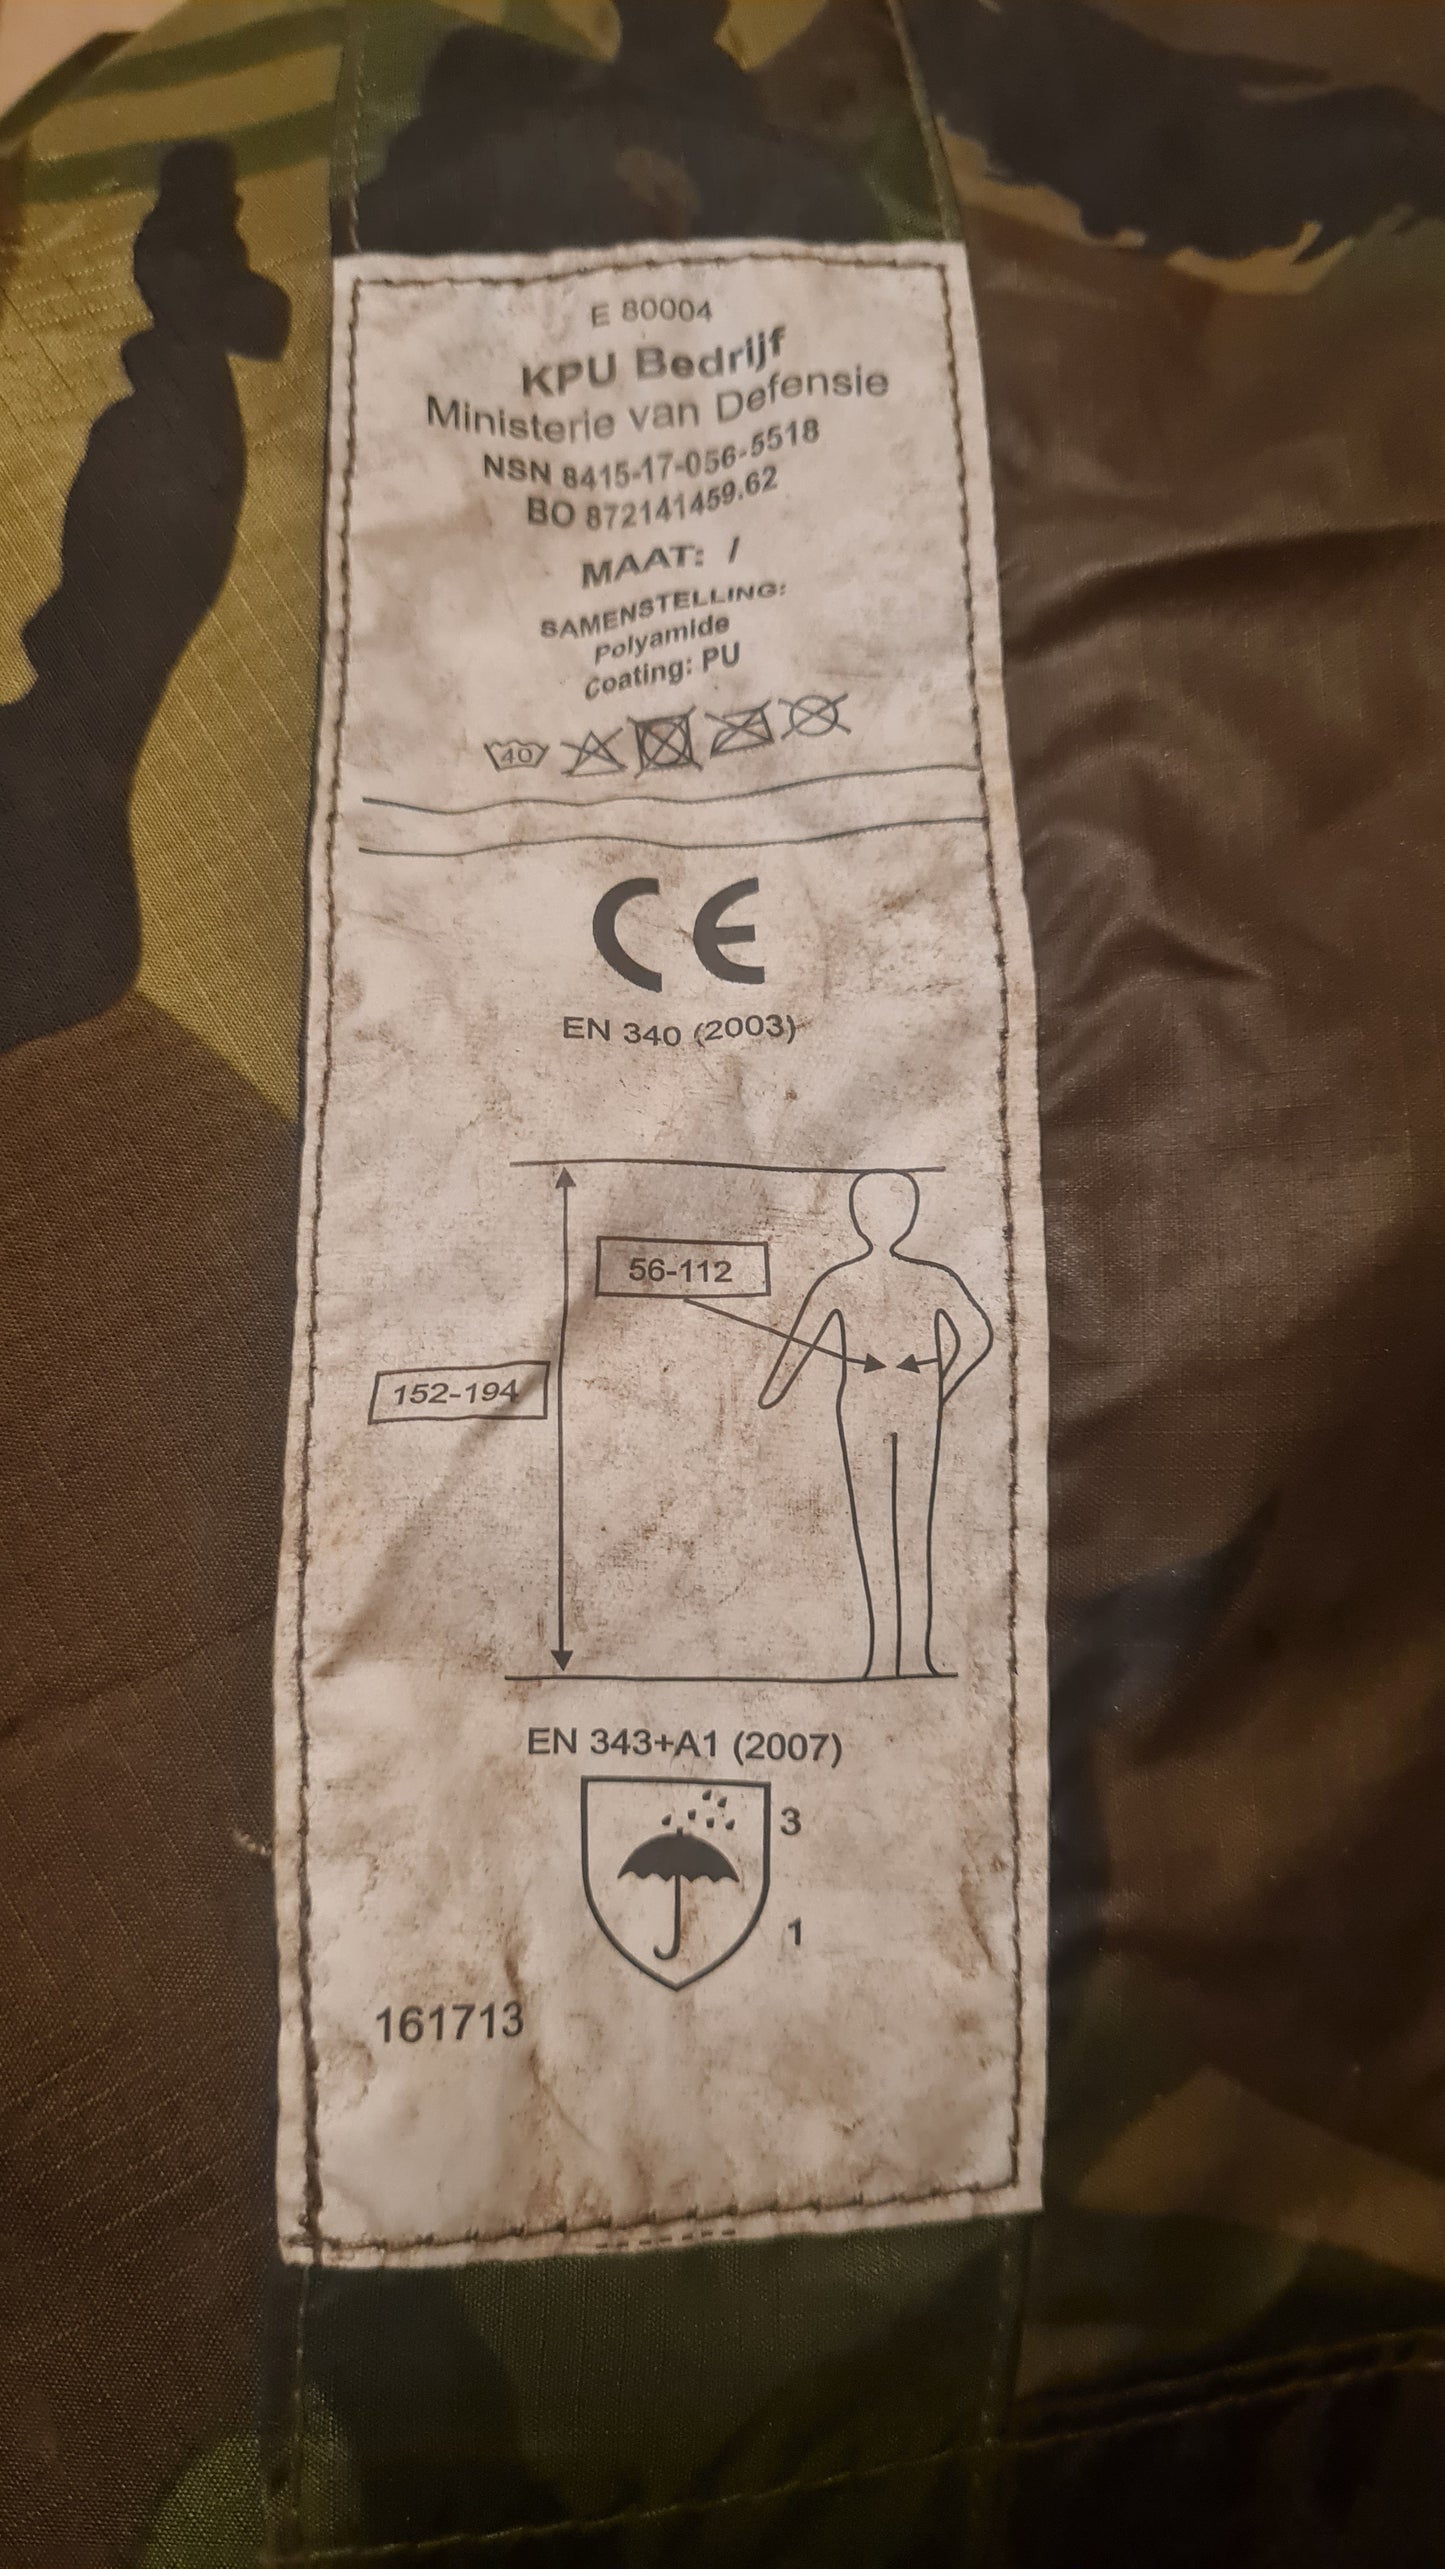 E 80004
KPU Bedrijf
Ministerie van Defensie
NSN 8415-17-056-5518
BO 872141459.62
MAAT: /
SAMENSTELLING:
Polyamide
Coating: PU
40
CE
EN 340 (2003)
56-112
152-194
EN 343+A1 (2007)
3
1
161713